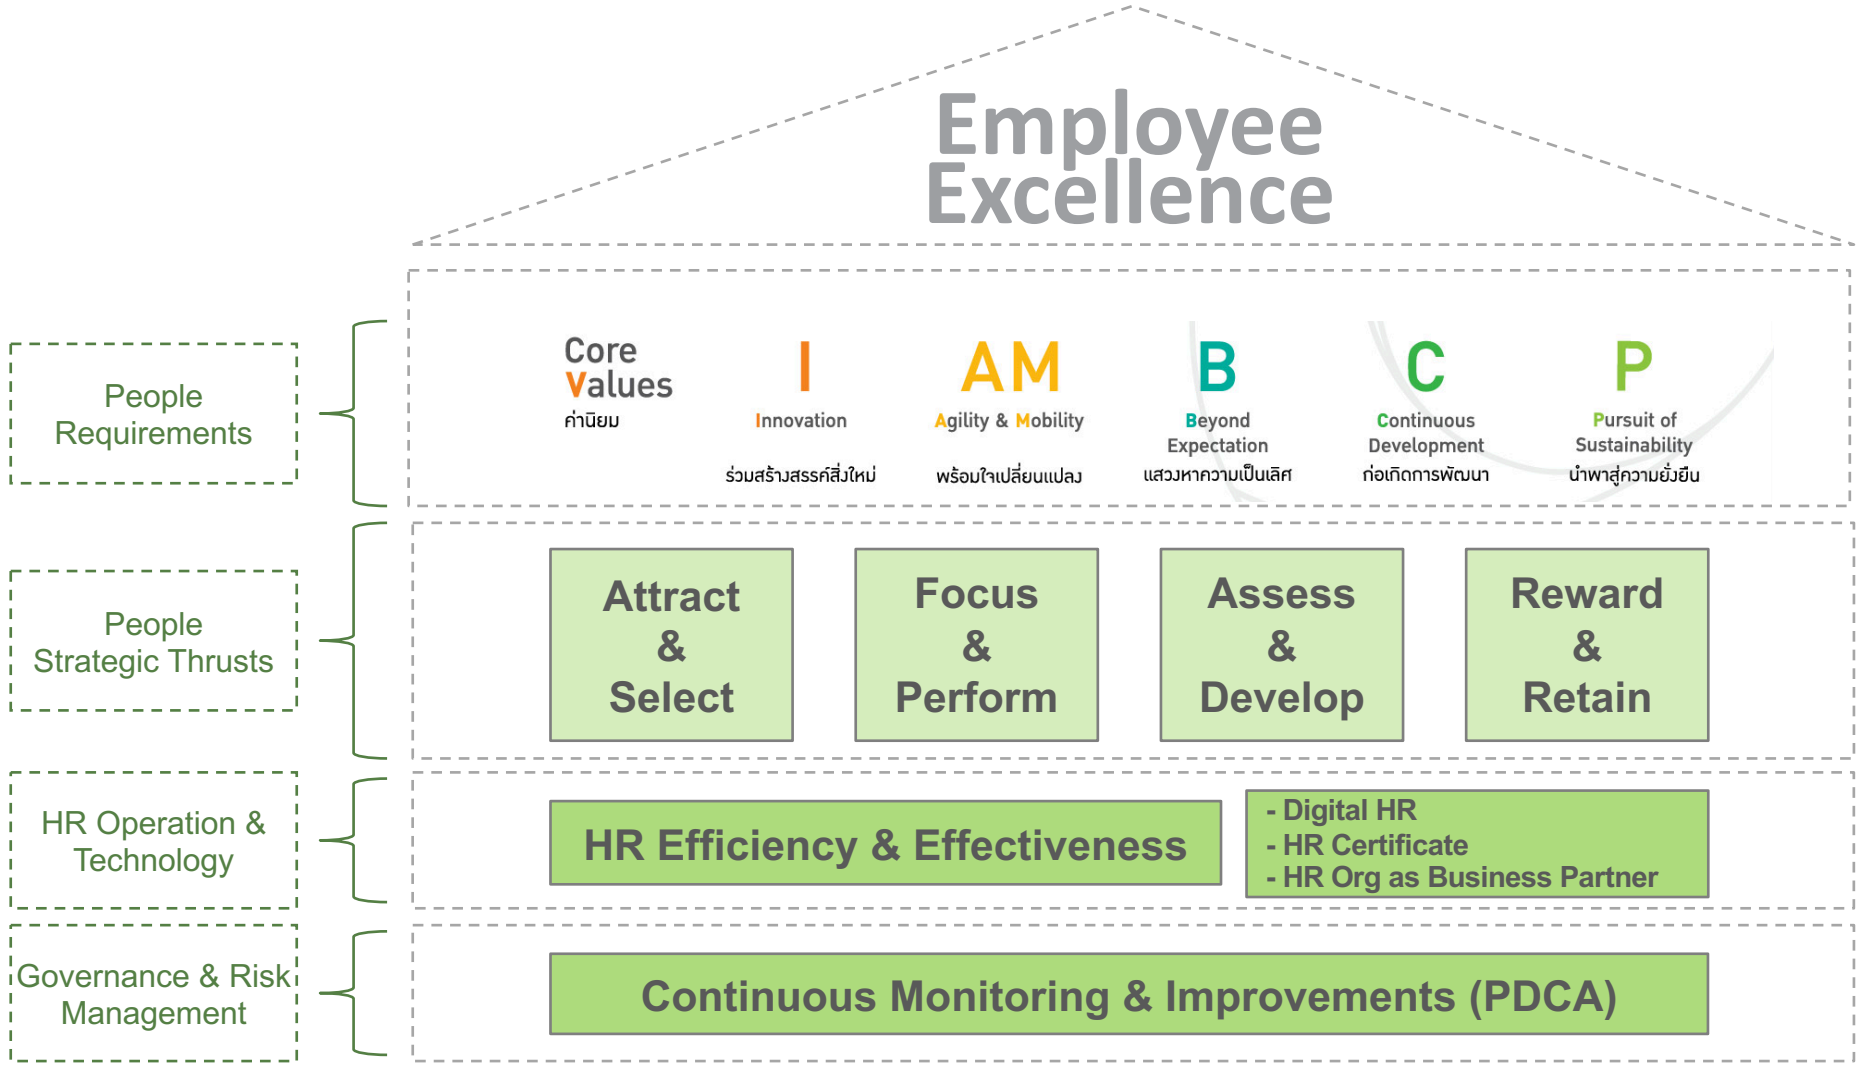 Employee
Excellence
People
Requirements
Core
Values
ค่านิยม
I
Innovation
ร่วมสร้างสรรค์สิ่งใหม่
AM
Agility & Mobility
พร้อมใจเปลี่ยนแปลง
B
Beyond
Expectation
แสวงหาความเป็นเลิศ
C
Continuous
Development
ก่อเกิดการพัฒนา
P
Pursuit of
Sustainability
นำพาสู่ความยั่งยืน
People
Strategic Thrusts
Attract
&
Select
Focus
&
Perform
Assess
&
Develop
Reward
&
Retain
HR Operation &
Technology
HR Efficiency & Effectiveness
- Digital HR
- HR Certificate
- HR Org as Business Partner
Governance & Risk
Management
Continuous Monitoring & Improvements (PDCA)